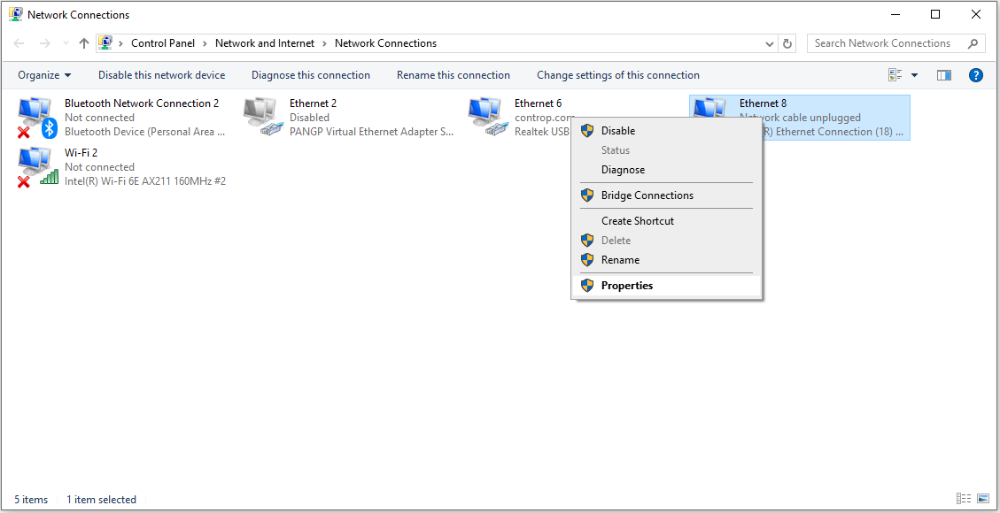 Network Connections
Control Panel > Network and Internet > Network Connections
Search Network Connections
Organize
Disable this network device
Diagnose this connection
Rename this connection
Change settings of this connection
Bluetooth Network Connection 2
Not connected
Bluetooth Device (Personal Area ...
Ethernet 2
Disabled
PANGP Virtual Ethernet Adapter S...
Ethernet 6
controp.com
Realtek USB
Ethernet 8
Network cable unplugged
(R) Ethernet Connection (18) ...
Wi-Fi 2
Not connected
Intel(R) Wi-Fi 6E AX211 160MHz #2
Disable
Status
Diagnose
Bridge Connections
Create Shortcut
Delete
Rename
Properties
5 items
1 item selected